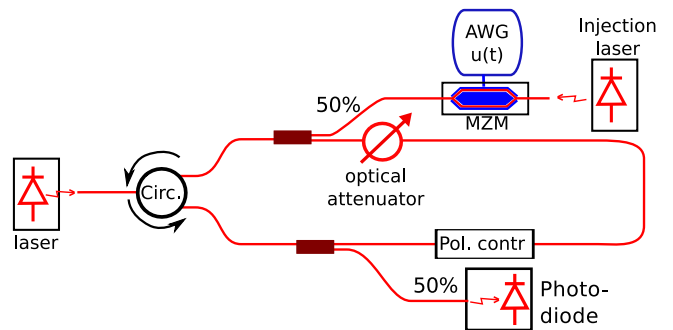 AWG
u(t)
Injection
laser
50%
MZM
optical
attenuator
Circ.
laser
Pol. contr
50%
Photo-
diode